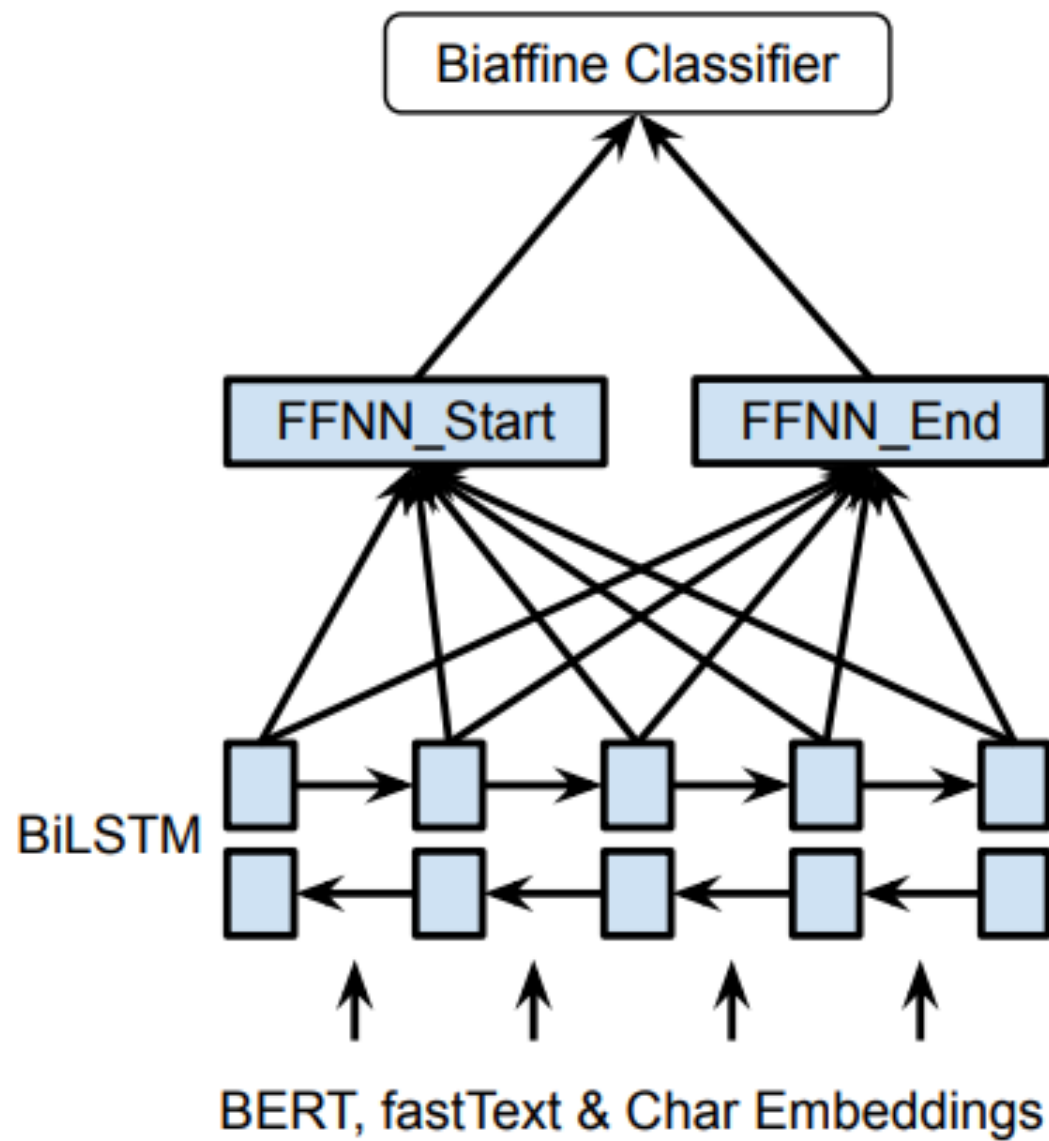 Biaffine Classifier
FFNN_Start
FFNN_End
BiLSTM
BERT, fastText & Char Embeddings